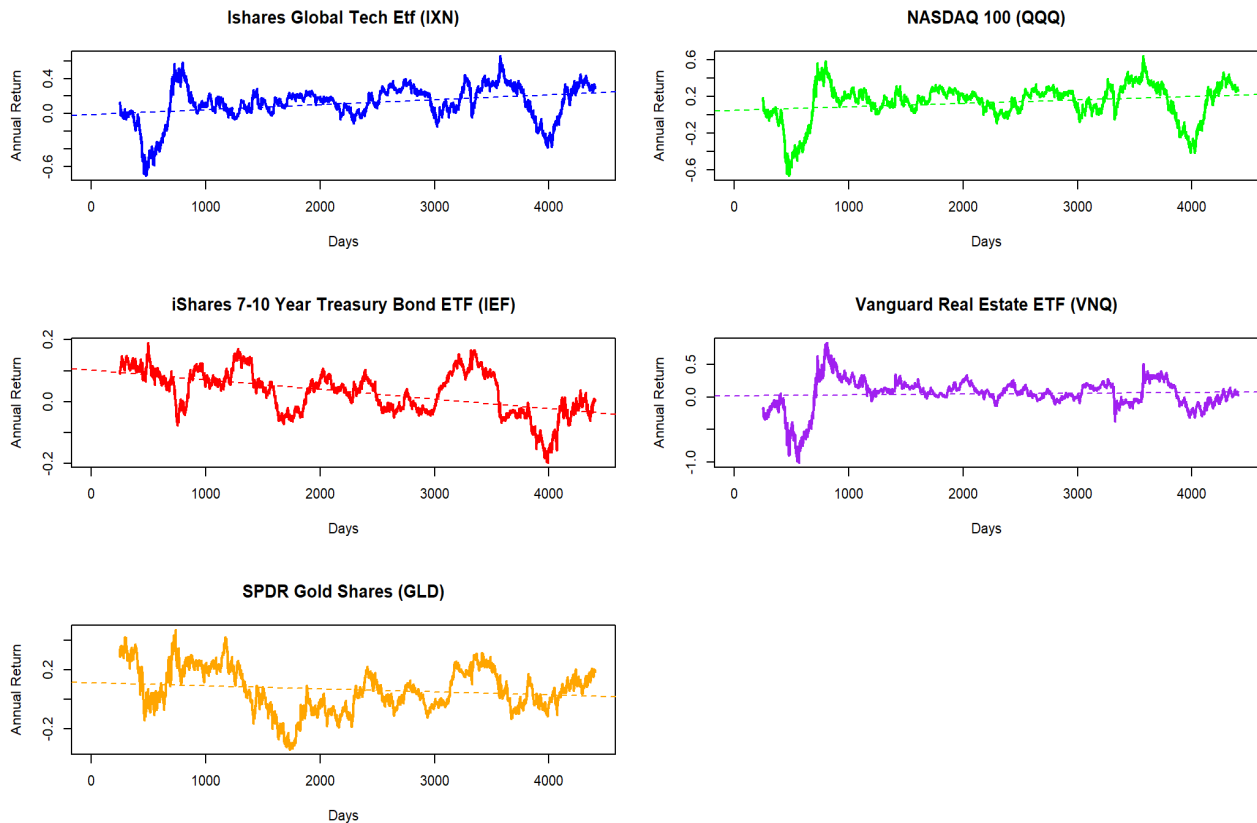 Ishares Global Tech Etf (IXN)
Annual Return
0.4
0.0
-0.6
0 1000 2000 3000 4000
Days
NASDAQ 100 (QQQ)
Annual Return
0.6
0.2
-0.2
-0.6
0 1000 2000 3000 4000
Days
iShares 7-10 Year Treasury Bond ETF (IEF)
Annual Return
0.2
0.0
-0.2
0 1000 2000 3000 4000
Days
Vanguard Real Estate ETF (VNQ)
Annual Return
0.5
0.0
-1.0
0 1000 2000 3000 4000
Days
SPDR Gold Shares (GLD)
Annual Return
0.2
-0.2
0 1000 2000 3000 4000
Days